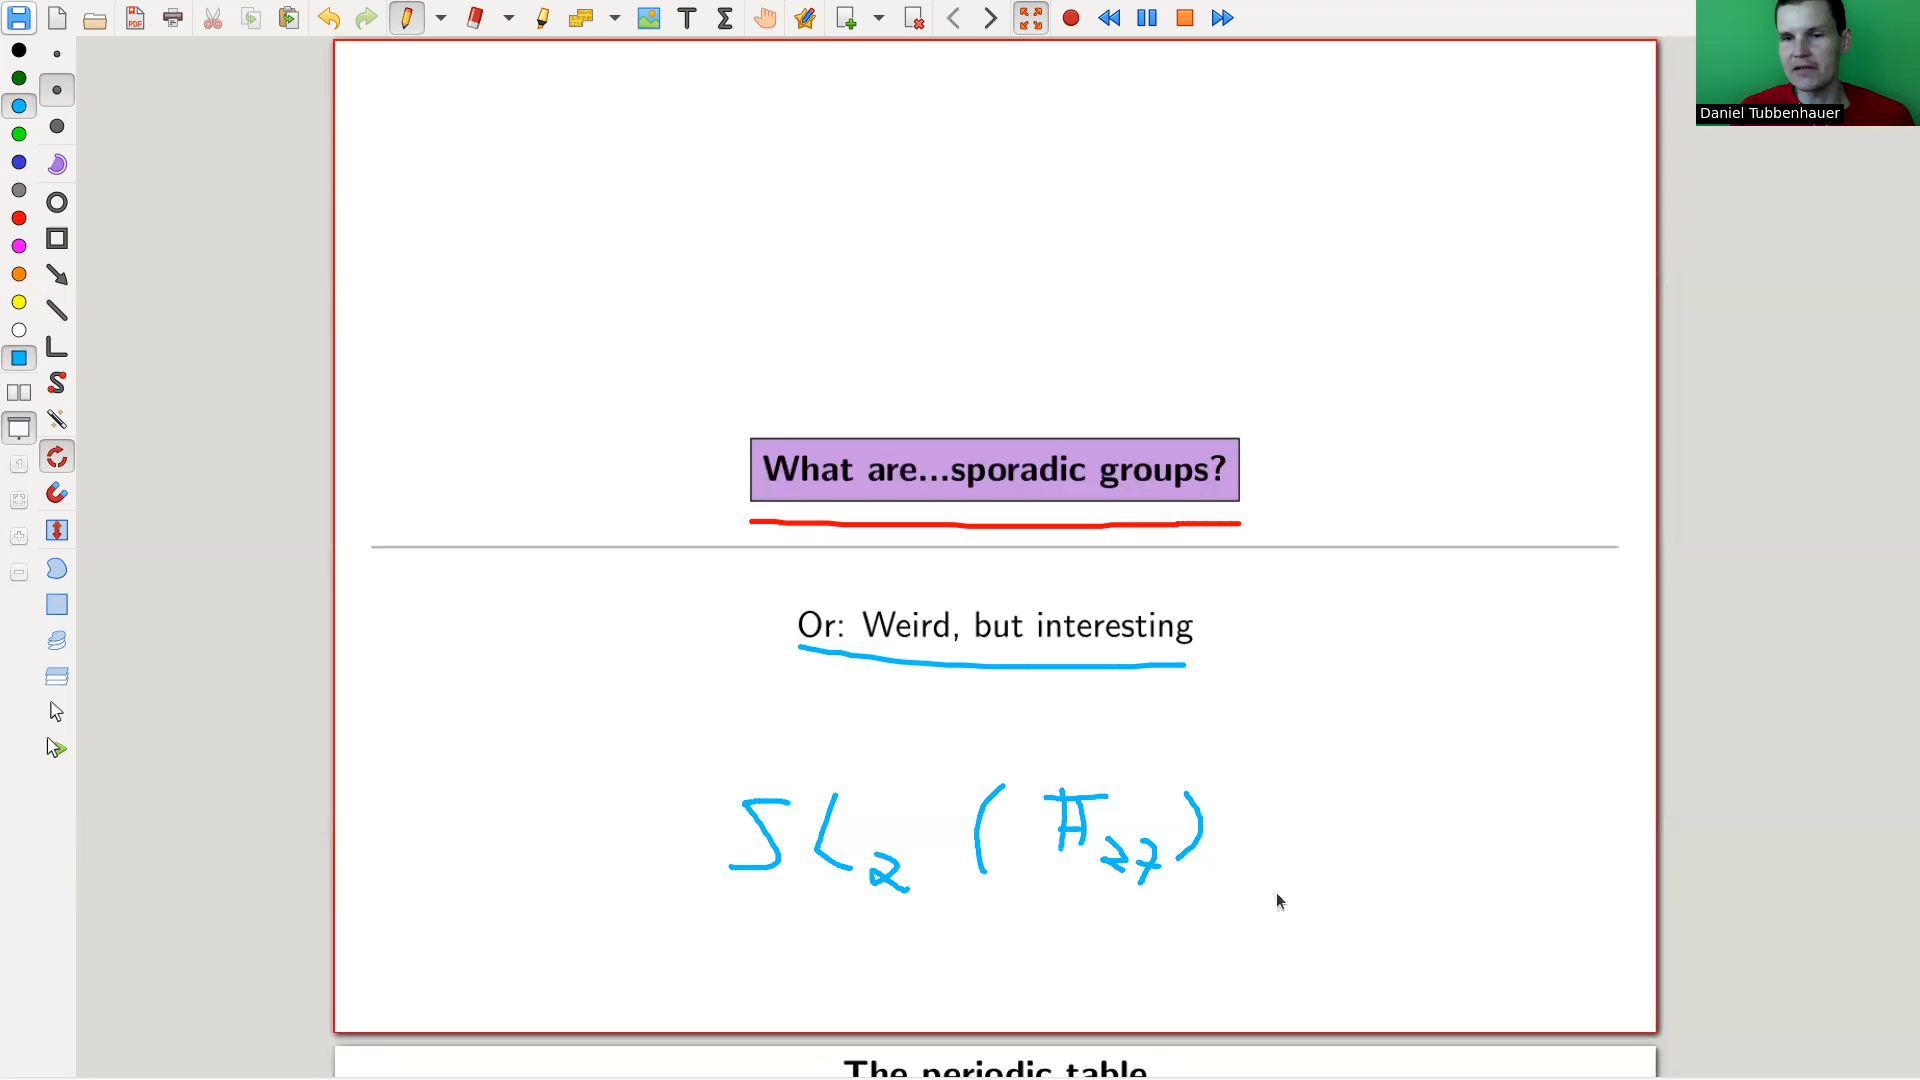 Daniel Tubbenhauer
What are...sporadic groups?
Or: Weird, but interesting
SL₂ (𝔽₂₇)
The periodic table